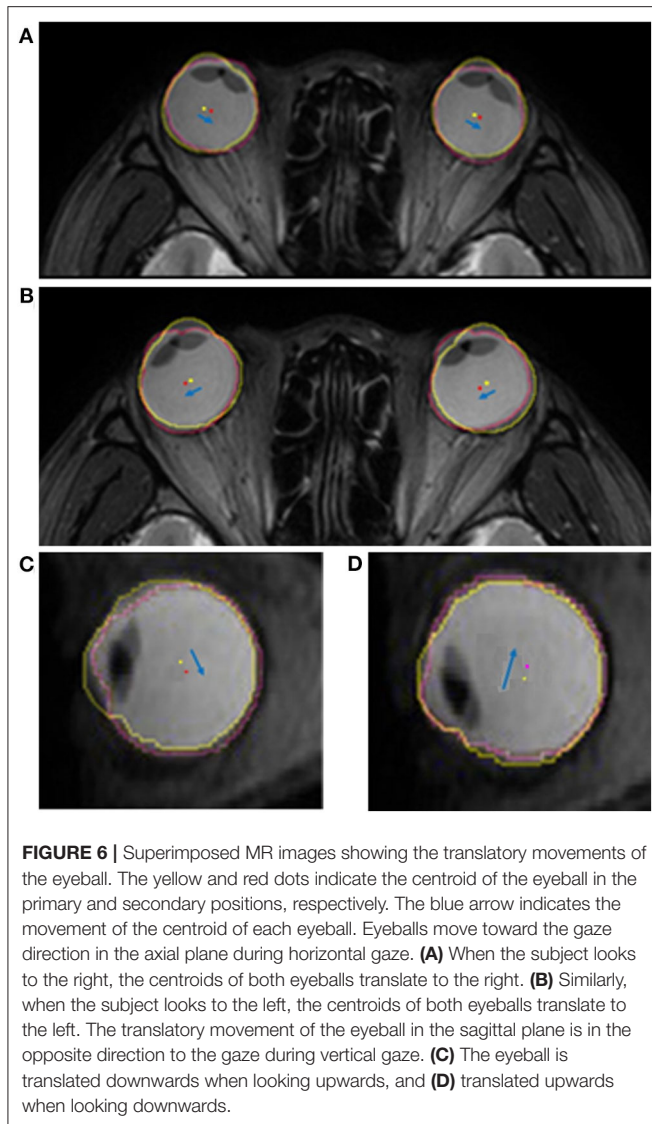 A
B
C
D
FIGURE 6 | Superimposed MR images showing the translatory movements of
the eyeball. The yellow and red dots indicate the centroid of the eyeball in the
primary and secondary positions, respectively. The blue arrow indicates the
movement of the centroid of each eyeball. Eyeballs move toward the gaze
direction in the axial plane during horizontal gaze. (A) When the subject looks
to the right, the centroids of both eyeballs translate to the right. (B) Similarly,
when the subject looks to the left, the centroids of both eyeballs translate to
the left. The translatory movement of the eyeball in the sagittal plane is in the
opposite direction to the gaze during vertical gaze. (C) The eyeball is
translated downwards when looking upwards, and (D) translated upwards
when looking downwards.